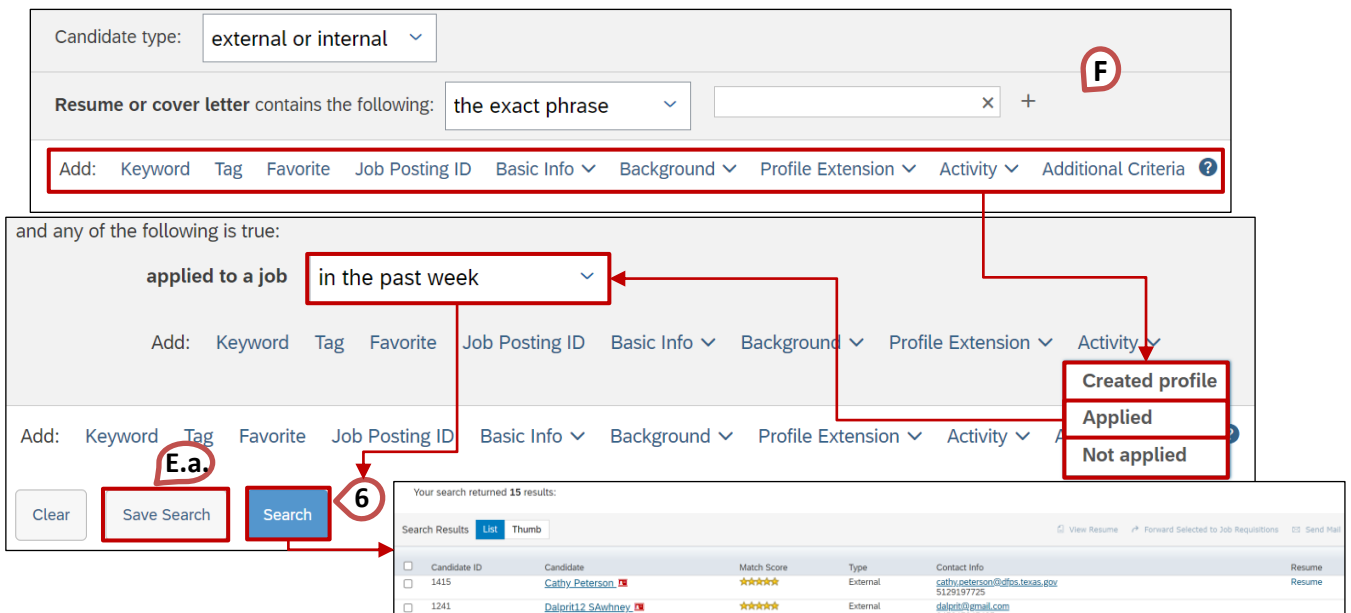 Candidate type: external or internal
F
Resume or cover letter contains the following: the exact phrase × +
Add: Keyword Tag Favorite Job Posting ID Basic Info Background Profile Extension Activity Additional Criteria ?
and any of the following is true:
applied to a job in the past week
Add: Keyword Tag Favorite Job Posting ID Basic Info Background Profile Extension Activity
Created profile
Applied
Not applied
Add: Keyword Tag Favorite Job Posting ID Basic Info Background Profile Extension Activity A
E.a.
6
Clear Save Search Search
Your search returned 15 results:
Search Results List Thumb View Resume Forward Selected to Job Requisitions Send Mail
Candidate ID Candidate Match Score Type Contact Info Resume
1415 Cathy Peterson External cathy.peterson@dfps.texas.gov Resume
5129197725
1241 Dalprit12 SAwhney External dalprit@gmail.com